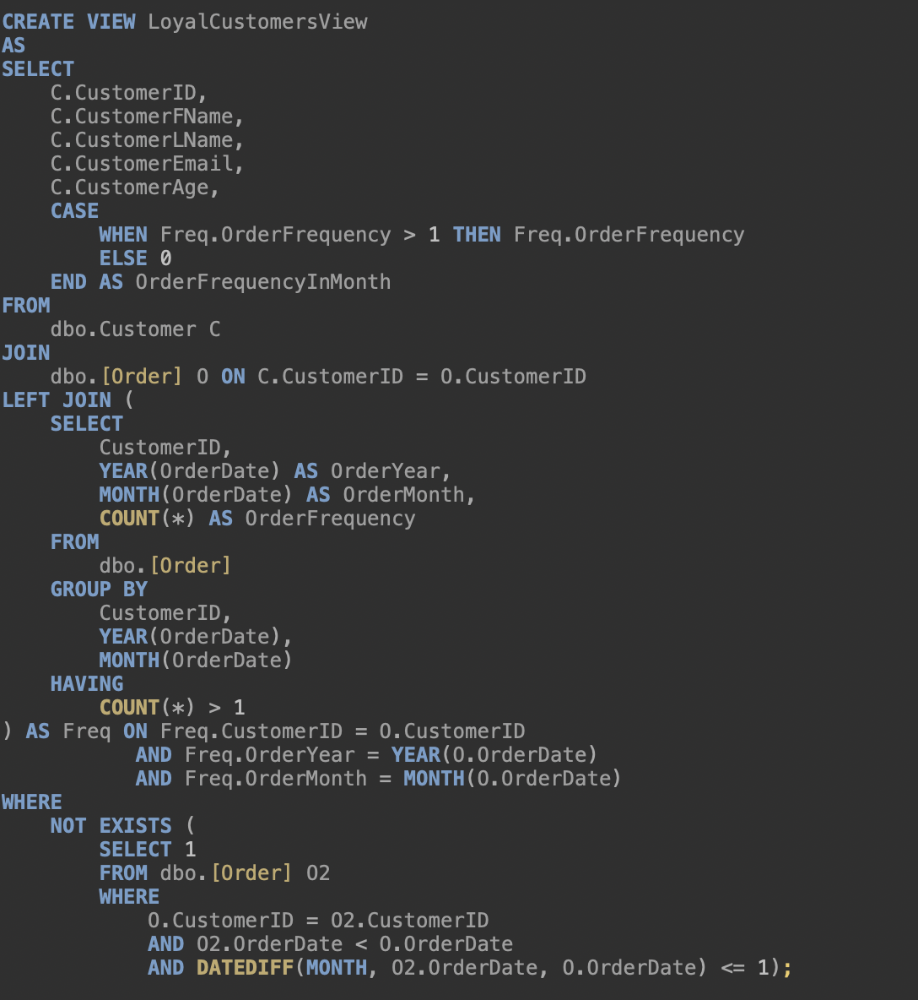 CREATE VIEW LoyalCustomersView
AS
SELECT
    C.CustomerID,
    C.CustomerFName,
    C.CustomerLName,
    C.CustomerEmail,
    C.CustomerAge,
    CASE
        WHEN Freq.OrderFrequency > 1 THEN Freq.OrderFrequency
        ELSE 0
    END AS OrderFrequencyInMonth
FROM
    dbo.Customer C
JOIN
    dbo.[Order] O ON C.CustomerID = O.CustomerID
LEFT JOIN (
    SELECT
        CustomerID,
        YEAR(OrderDate) AS OrderYear,
        MONTH(OrderDate) AS OrderMonth,
        COUNT(*) AS OrderFrequency
    FROM
        dbo.[Order]
    GROUP BY
        CustomerID,
        YEAR(OrderDate),
        MONTH(OrderDate)
    HAVING
        COUNT(*) > 1
) AS Freq ON Freq.CustomerID = O.CustomerID
           AND Freq.OrderYear = YEAR(O.OrderDate)
           AND Freq.OrderMonth = MONTH(O.OrderDate)
WHERE
    NOT EXISTS (
        SELECT 1
        FROM dbo.[Order] O2
        WHERE
            O.CustomerID = O2.CustomerID
            AND O2.OrderDate < O.OrderDate
            AND DATEDIFF(MONTH, O2.OrderDate, O.OrderDate) <= 1);